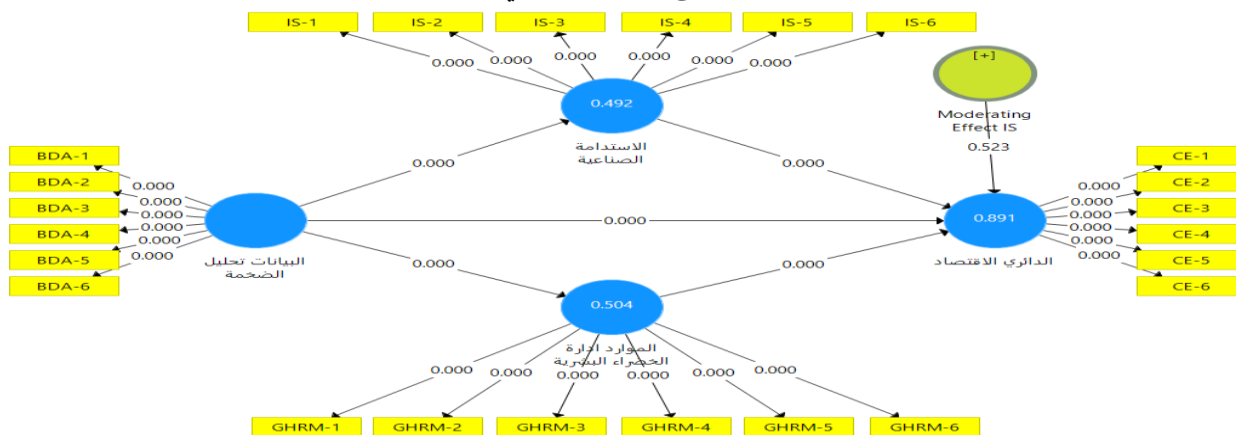 IS-1
IS-2
IS-3
IS-4
IS-5
IS-6
0.000
0.000
0.000
0.000
0.000
0.000
[+]
0.492
Moderating
Effect IS
0.523
الاستدامة
الصناعية
BDA-1
BDA-2
BDA-3
BDA-4
BDA-5
BDA-6
0.000
0.000
0.000
0.000
0.000
0.000
البيانات تحليل
الضخمة
0.000
0.000
0.000
0.000
0.000
0.891
الدائري الاقتصاد
0.000
0.000
0.000
0.000
0.000
0.000
CE-1
CE-2
CE-3
CE-4
CE-5
CE-6
0.504
الموارد ادارة
الخضراء البشرية
0.000
0.000
0.000
0.000
0.000
0.000
GHRM-1
GHRM-2
GHRM-3
GHRM-4
GHRM-5
GHRM-6